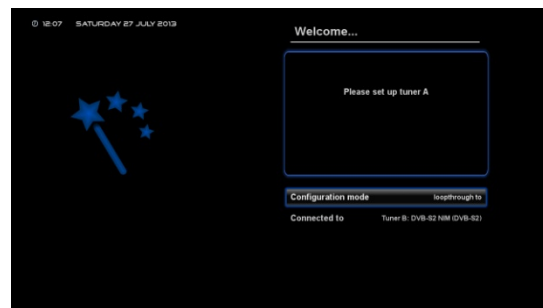 12:07 SATURDAY 27 JULY 2013
Welcome...
Please set up tuner A
Configuration mode loopthrough to
Connected to Tuner B: DVB-S2 NIM (DVB-S2)